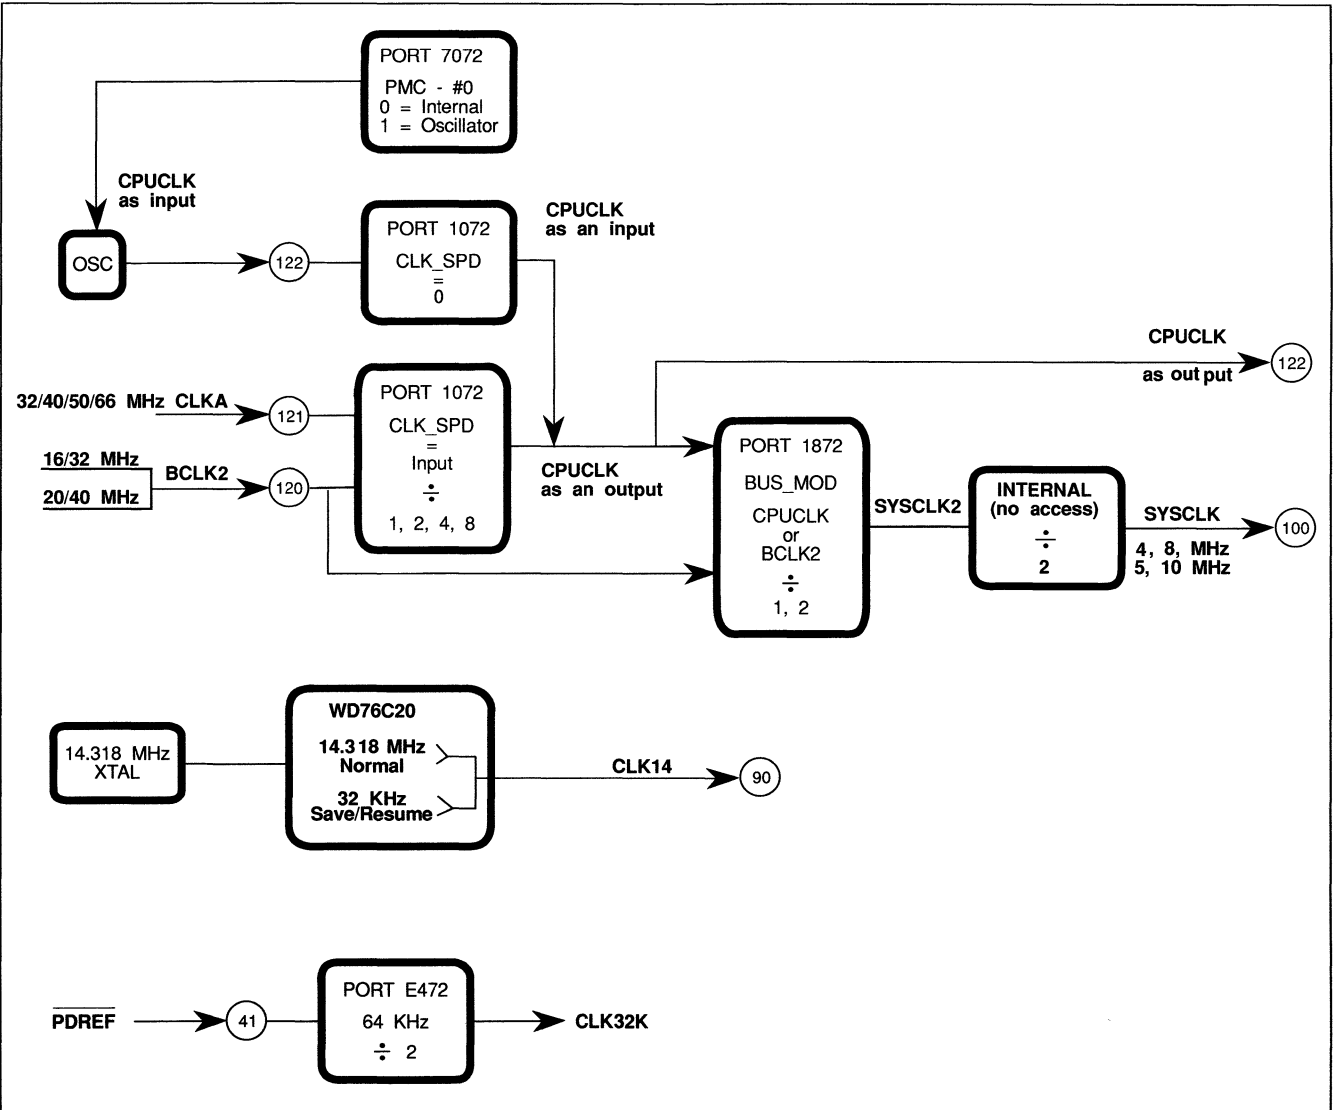 PORT 7072
PMC - #0
0 = Internal
1 = Oscillator
CPUCLK
as input
OSC
122
PORT 1072
CLK_SPD
=
0
CPUCLK
as an input
CPUCLK
as output
122
32/40/50/66 MHz CLKA
121
16/32 MHz
20/40 MHz
BCLK2
120
PORT 1072
CLK_SPD
=
Input
÷
1, 2, 4, 8
CPUCLK
as an output
PORT 1872
BUS_MOD
CPUCLK
or
BCLK2
÷
1, 2
SYSCLK2
INTERNAL
(no access)
÷
2
SYSCLK
4, 8, MHz
5, 10 MHz
100
14.318 MHz
XTAL
WD76C20
14.318 MHz
Normal
32 KHz
Save/Resume
CLK14
90
PDREF
41
PORT E472
64 KHz
÷ 2
CLK32K